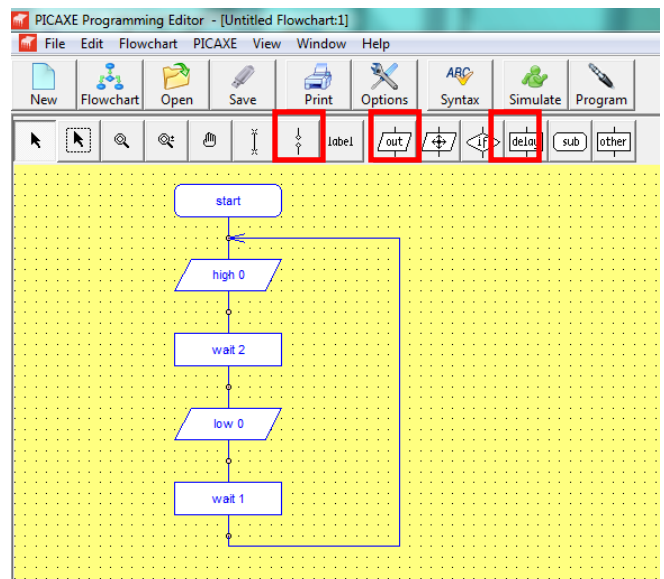 PICAXE Programming Editor - [Untitled Flowchart:1]
File Edit Flowchart PICAXE View Window Help
New Flowchart Open Save Print Options ABC Syntax Simulate Program
label out if delay sub other
start
high 0
wait 2
low 0
wait 1